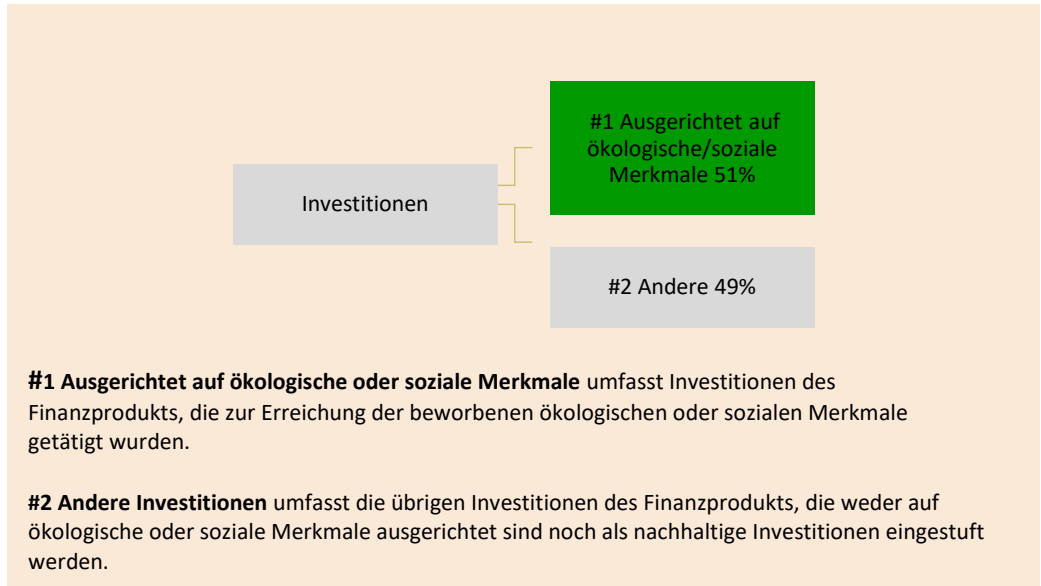 #1 Ausgerichtet auf
ökologische/soziale
Merkmale 51%
Investitionen
#2 Andere 49%
#1 Ausgerichtet auf ökologische oder soziale Merkmale umfasst Investitionen des
Finanzprodukts, die zur Erreichung der beworbenen ökologischen oder sozialen Merkmale
getätigt wurden.
#2 Andere Investitionen umfasst die übrigen Investitionen des Finanzprodukts, die weder auf
ökologische oder soziale Merkmale ausgerichtet sind noch als nachhaltige Investitionen eingestuft
werden.